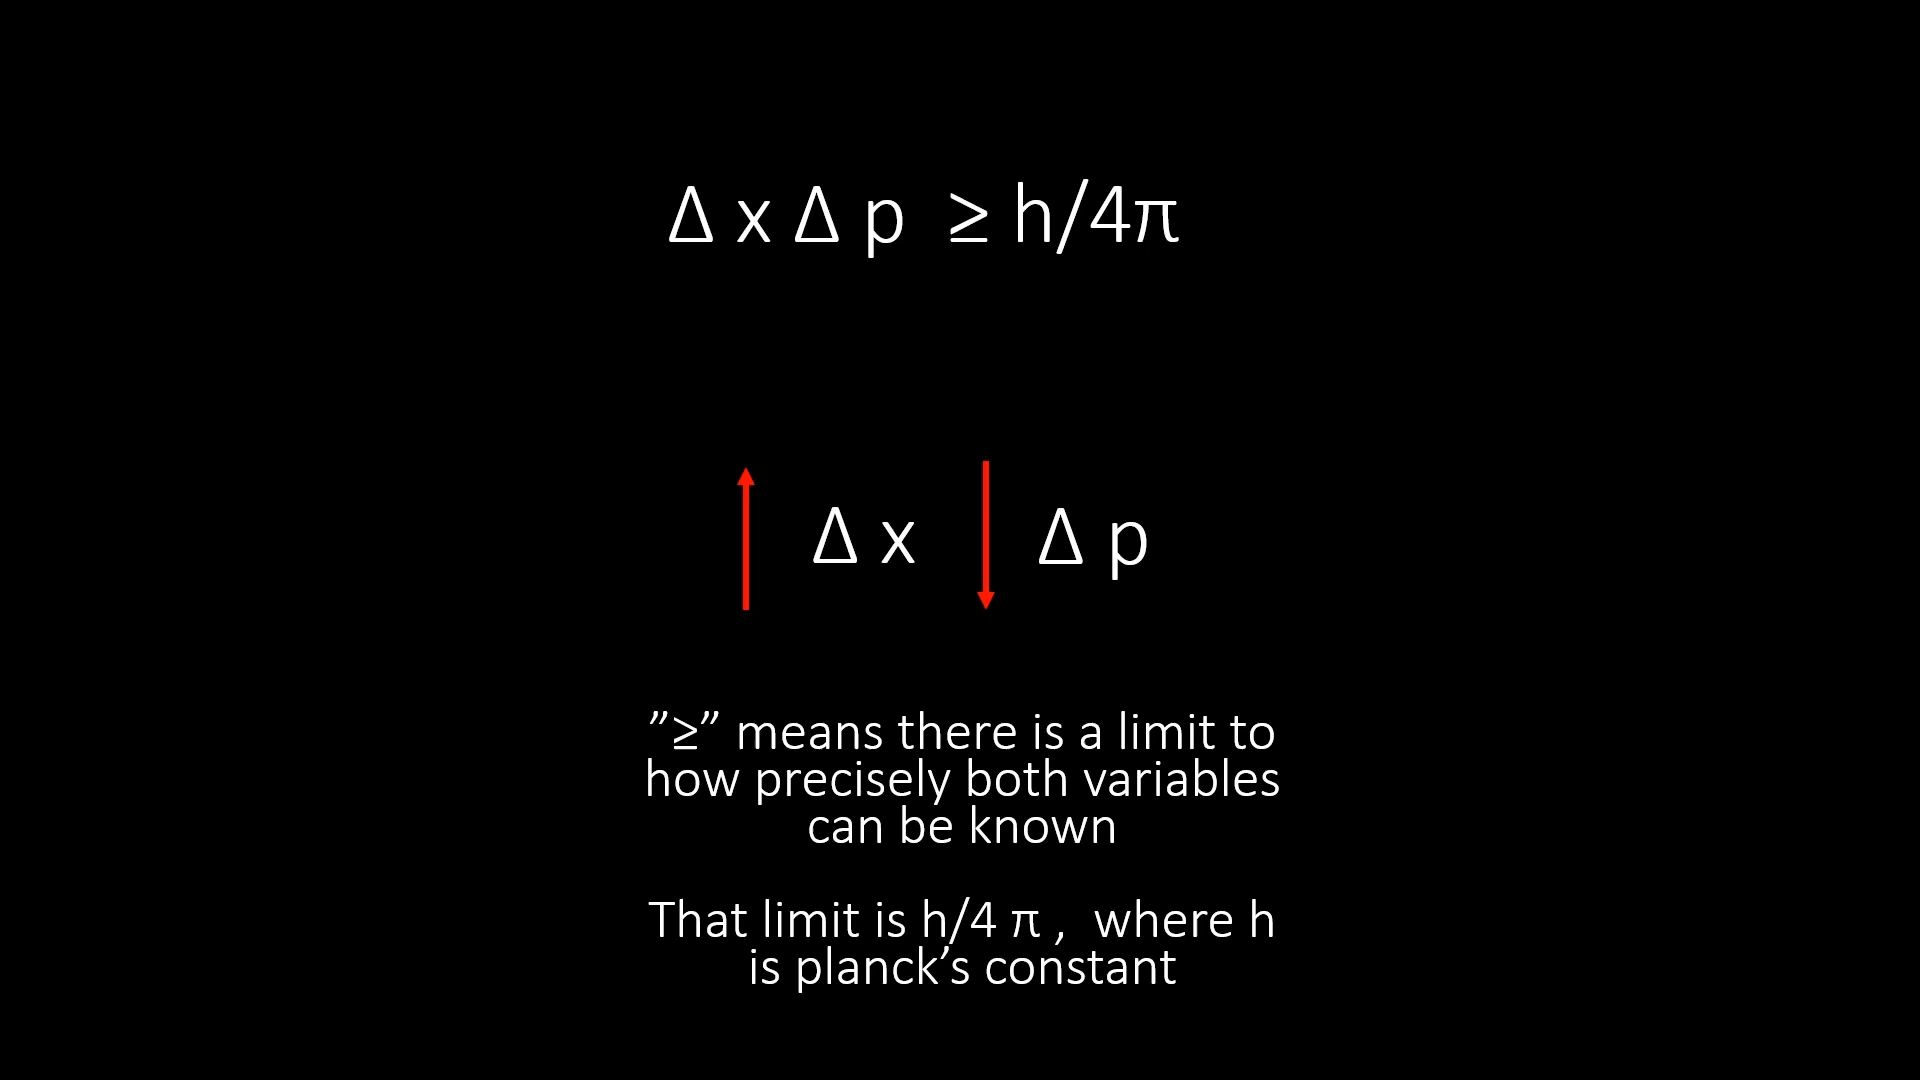 Δ x Δ p ≥ h/4π
Δ x Δ p
”≥” means there is a limit to
how precisely both variables
can be known
That limit is h/4 π , where h
is planck’s constant